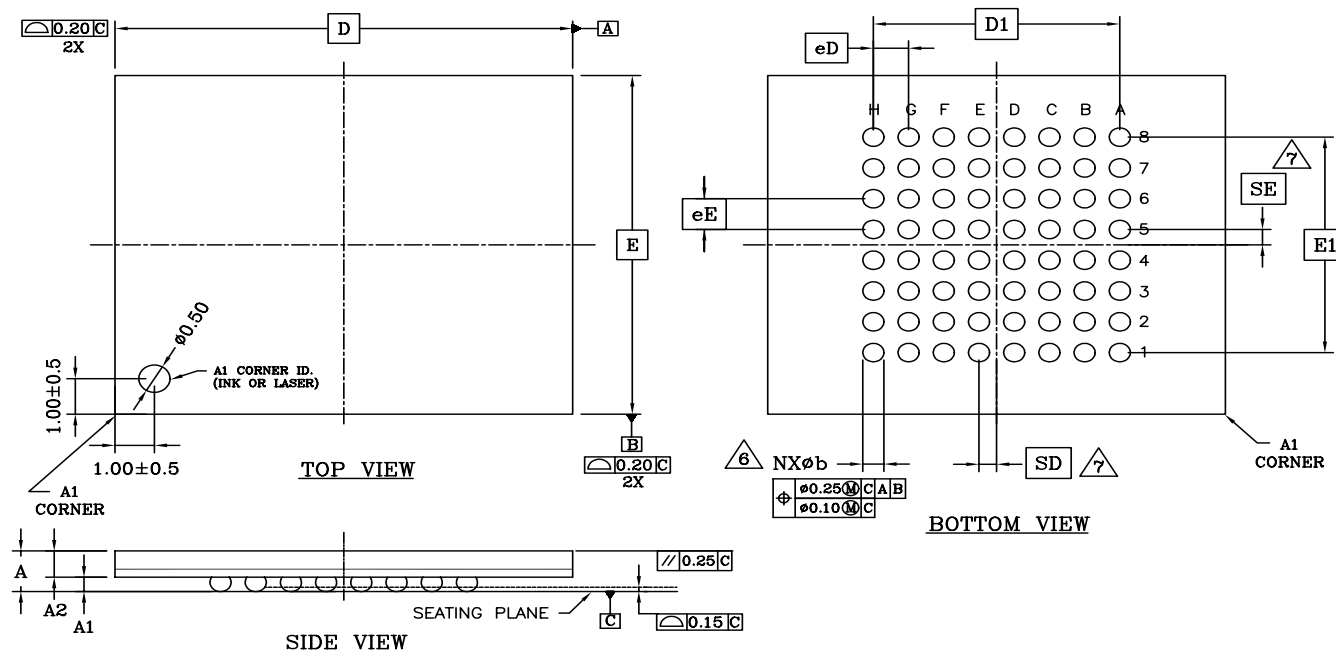 ⌓ 0.20 C
2X
D
A
E
ø0.50
A1 CORNER ID.
(INK OR LASER)
1.00±0.5
1.00±0.5
A1
CORNER
TOP VIEW
B
⌓ 0.20 C
2X
D1
eD
H G F E D C B A
8
7
6
5
4
3
2
1
7
SE
eE
E1
6 NXøb
SD 7
⌖ ø0.25Ⓜ C A B
ø0.10Ⓜ C
A1
CORNER
BOTTOM VIEW
A
A2
A1
// 0.25 C
SEATING PLANE
C
⌓ 0.15 C
SIDE VIEW